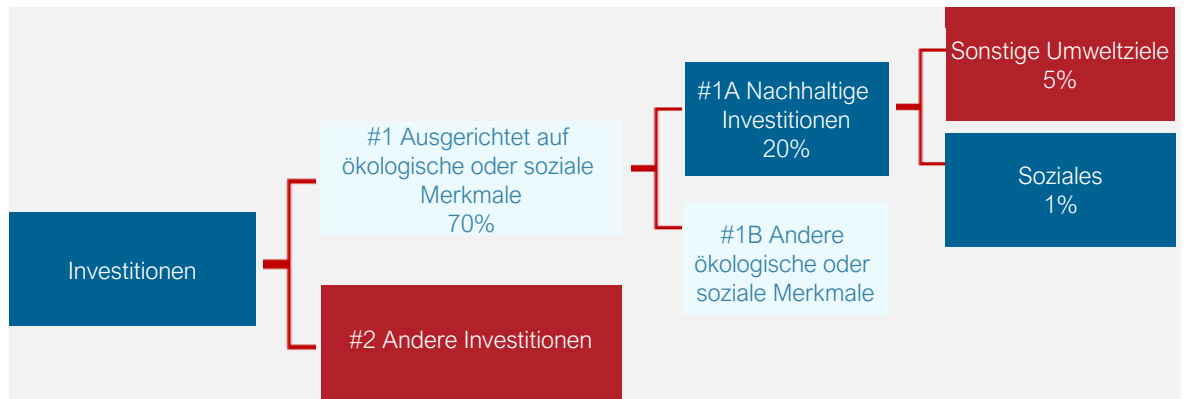 Investitionen
#1 Ausgerichtet auf
ökologische oder soziale
Merkmale
70%
#2 Andere Investitionen
#1A Nachhaltige
Investitionen
20%
#1B Andere
ökologische oder
soziale Merkmale
Sonstige Umweltziele
5%
Soziales
1%